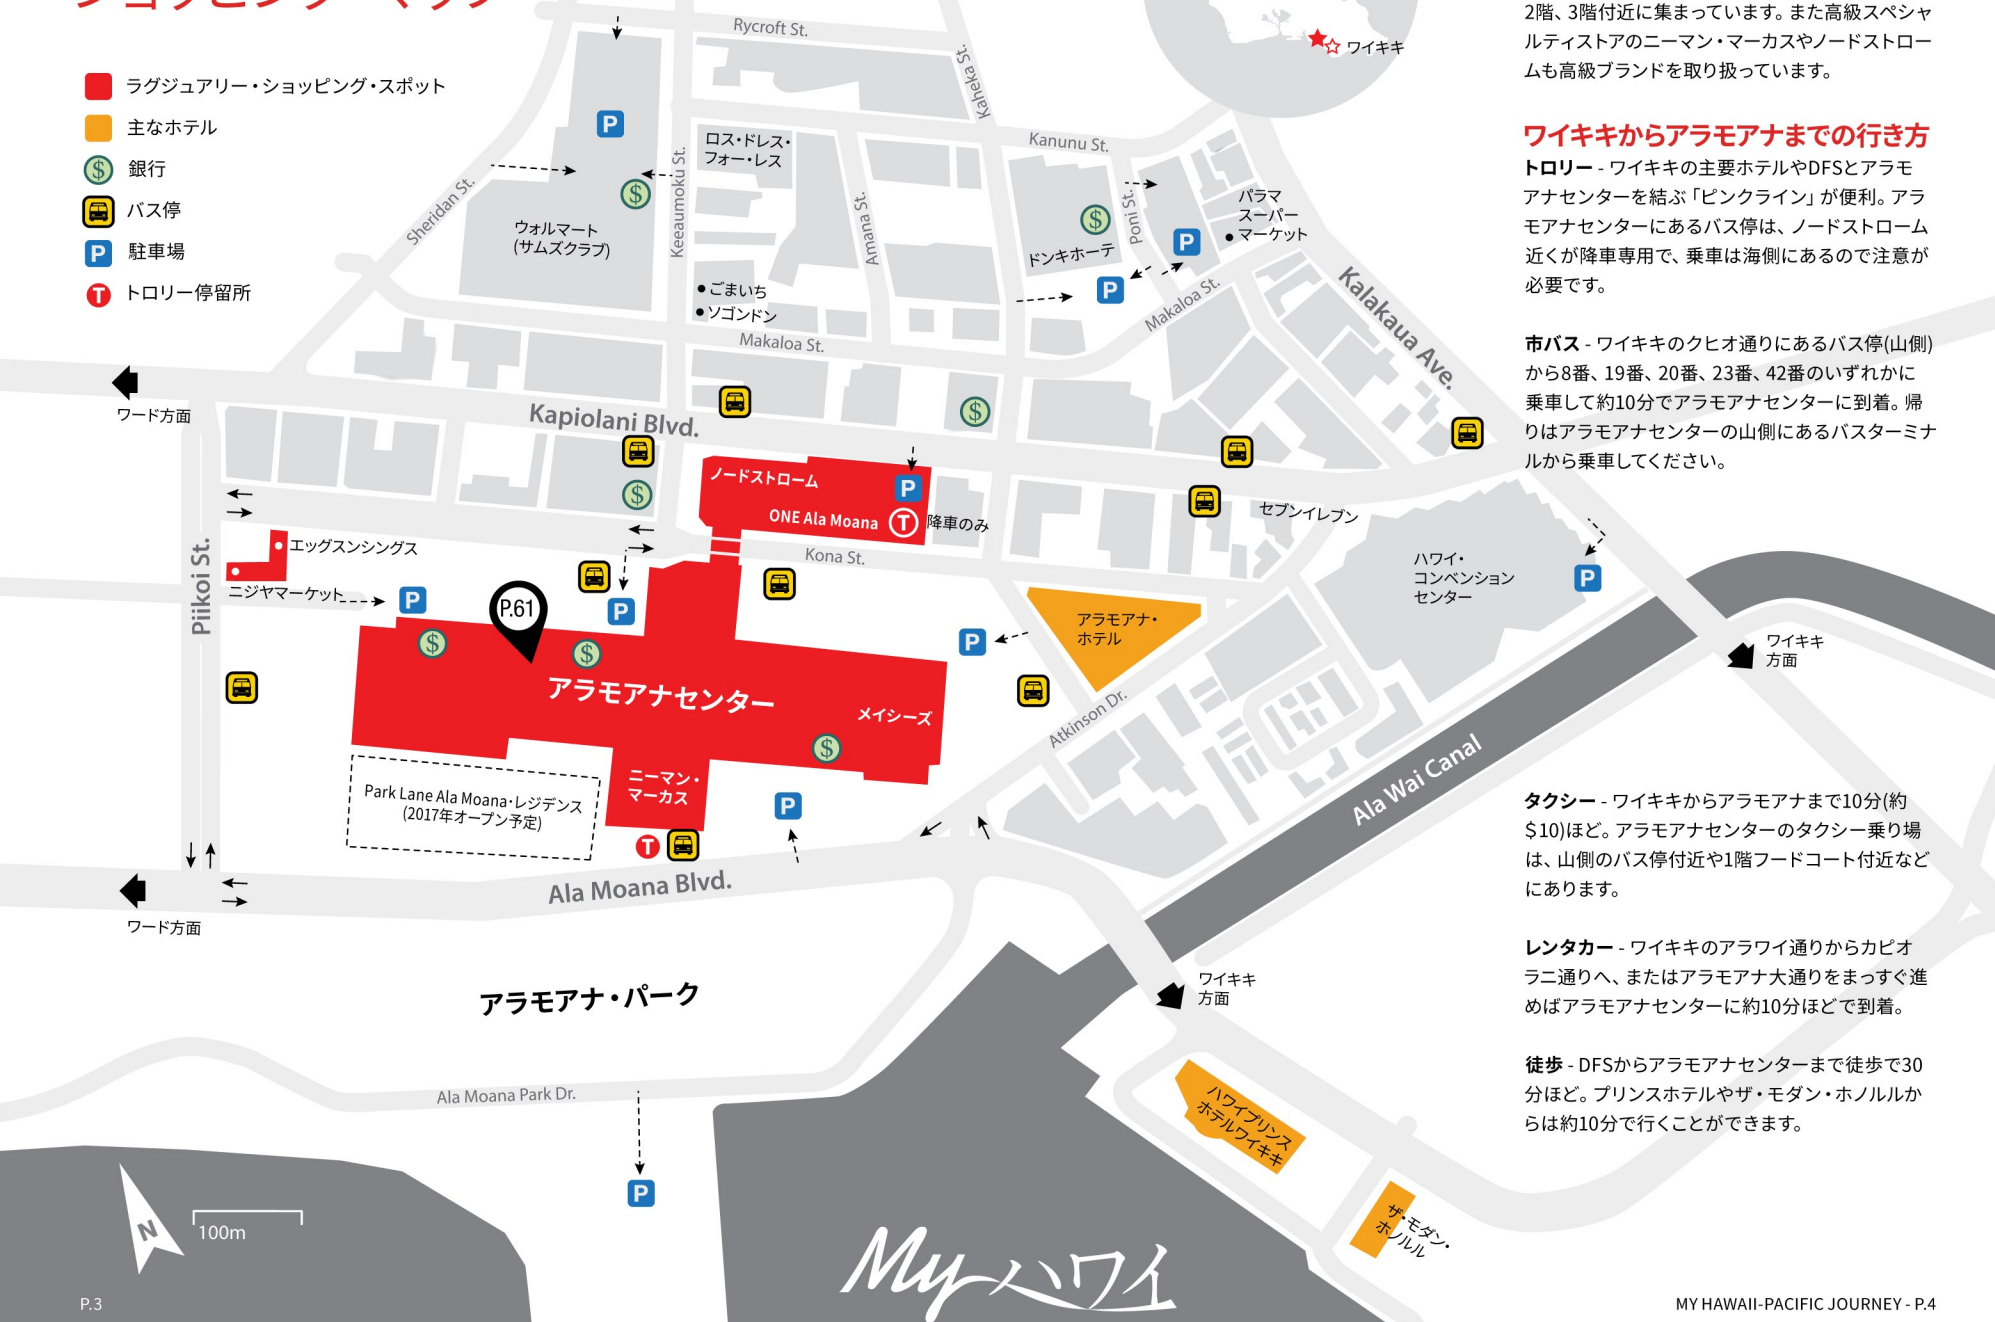 ショッピング・マップ
ラグジュアリー・ショッピング・スポット
主なホテル
$ 銀行
バス停
P 駐車場
T トロリー停留所
Rycroft St.
Kaheka St.
Kanunu St.
Sheridan St.
Keeaumoku St.
Amana St.
Poni St.
P
$
ウォルマート
(サムズクラブ)
ロス・ドレス・
フォー・レス
ごまいち
ソゴンドン
Makaloa St.
$
ドンキホーテ
P
P
パラマ
スーパー
マーケット
Makaloa St.
Kalakaua Ave.
ワイキキ
ワード方面
Kapiolani Blvd.
$
$
ノードストローム
P
ONE Ala Moana
T
降車のみ
セブンイレブン
ハワイ・
コンベンション
センター
P
Piikoi St.
エッグスンシングス
ニジヤマーケット
P
Kona St.
P.61
P
$
$
アラモアナセンター
メイシーズ
$
ニーマン・
マーカス
Park Lane Ala Moana・レジデンス
(2017年オープン予定)
T
P
P
アラモアナ・
ホテル
Atkinson Dr.
Ala Wai Canal
ワイキキ
方面
Ala Moana Blvd.
ワード方面
アラモアナ・パーク
ワイキキ
方面
Ala Moana Park Dr.
P
ハワイプリンス
ホテルワイキキ
ザ・モダン・
ホノルル
N
100m
Myハワイ
P.3
2階、3階付近に集まっています。また高級スペシャ
ルティストアのニーマン・マーカスやノードストロー
ムも高級ブランドを取り扱っています。
ワイキキからアラモアナまでの行き方
トロリー - ワイキキの主要ホテルやDFSとアラモ
アナセンターを結ぶ「ピンクライン」が便利。アラ
モアナセンターにあるバス停は、ノードストローム
近くが降車専用で、乗車は海側にあるので注意が
必要です。
市バス - ワイキキのクヒオ通りにあるバス停(山側)
から8番、19番、20番、23番、42番のいずれかに
乗車して約10分でアラモアナセンターに到着。帰
りはアラモアナセンターの山側にあるバスターミナ
ルから乗車してください。
タクシー - ワイキキからアラモアナまで10分(約
$10)ほど。アラモアナセンターのタクシー乗り場
は、山側のバス停付近や1階フードコート付近など
にあります。
レンタカー - ワイキキのアラワイ通りからカピオ
ラニ通りへ、またはアラモアナ大通りをまっすぐ進
めばアラモアナセンターに約10分ほどで到着。
徒歩 - DFSからアラモアナセンターまで徒歩で30
分ほど。プリンスホテルやザ・モダン・ホノルルか
らは約10分で行くことができます。
MY HAWAII-PACIFIC JOURNEY - P.4